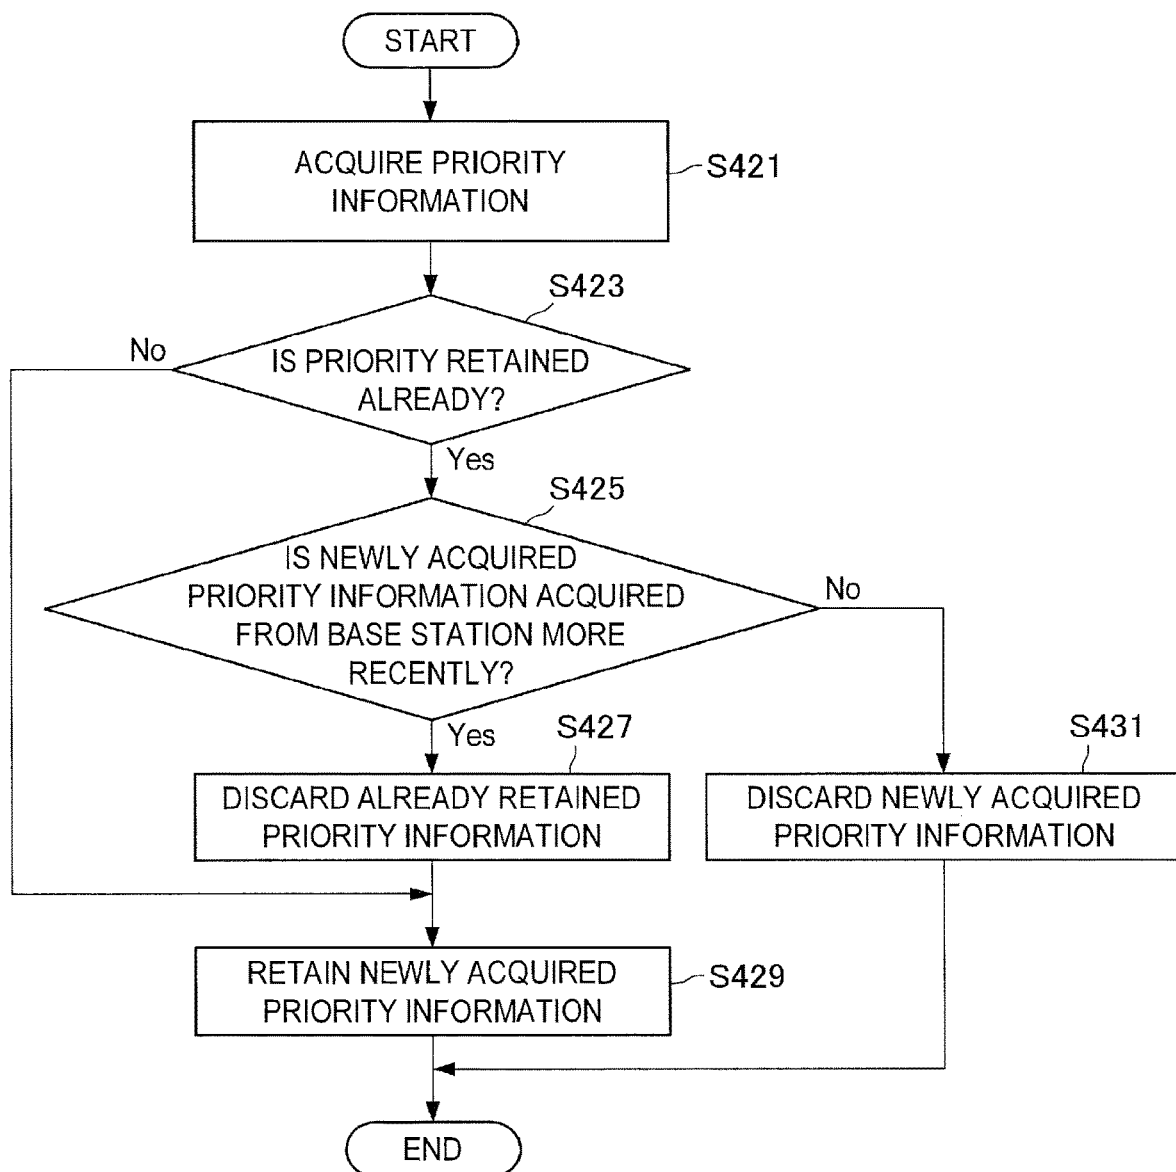 START
ACQUIRE PRIORITY
INFORMATION
S421
S423
No
IS PRIORITY RETAINED
ALREADY?
Yes
S425
IS NEWLY ACQUIRED
PRIORITY INFORMATION ACQUIRED
FROM BASE STATION MORE
RECENTLY?
No
Yes
S427
S431
DISCARD ALREADY RETAINED
PRIORITY INFORMATION
DISCARD NEWLY ACQUIRED
PRIORITY INFORMATION
RETAIN NEWLY ACQUIRED
PRIORITY INFORMATION
S429
END